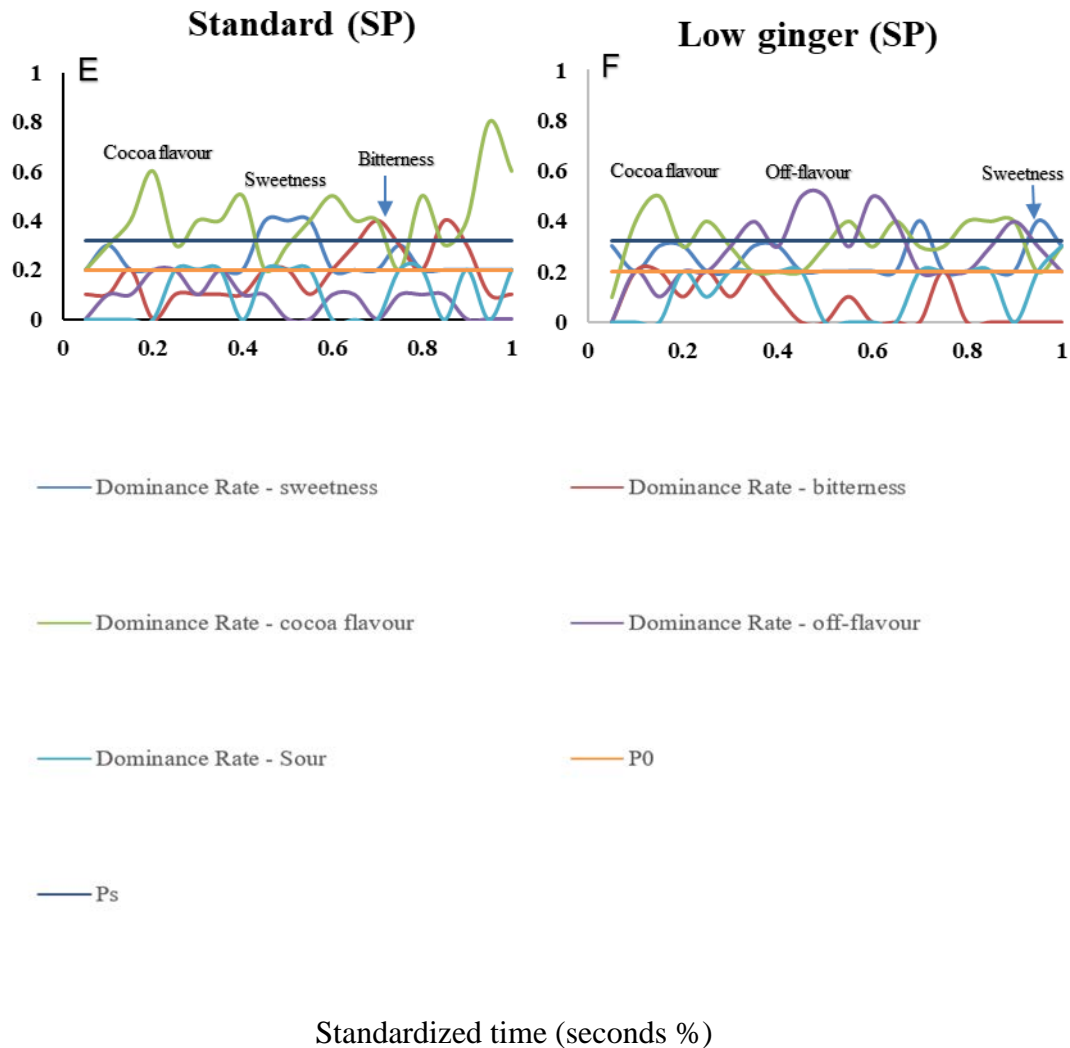 Standard (SP)
Low ginger (SP)
E
1
0.8
0.6
0.4
0.2
0
Cocoa flavour
Sweetness
Bitterness
0
0.2
0.4
0.6
0.8
1
F
1
0.8
0.6
0.4
0.2
0
Cocoa flavour
Off-flavour
Sweetness
0
0.2
0.4
0.6
0.8
1
Dominance Rate - sweetness
Dominance Rate - bitterness
Dominance Rate - cocoa flavour
Dominance Rate - off-flavour
Dominance Rate - Sour
P0
Ps
Standardized time (seconds %)